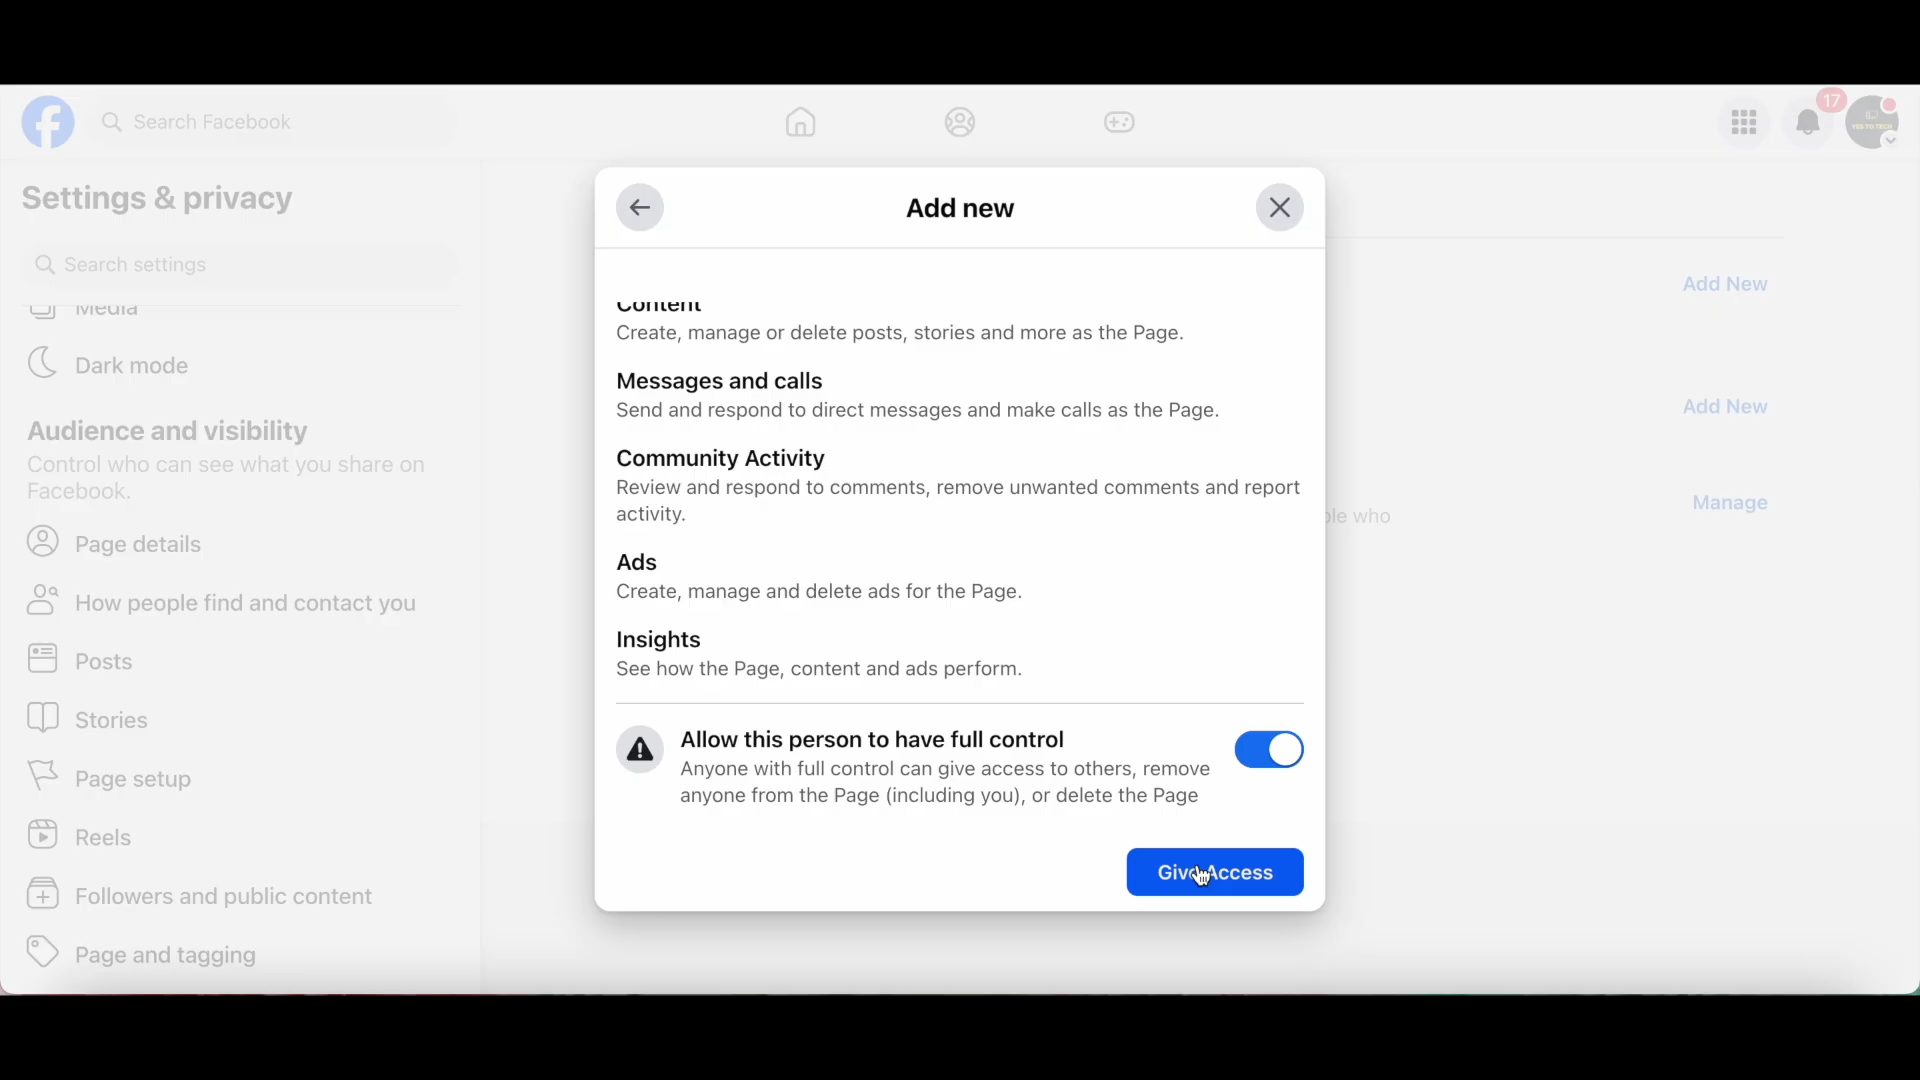 Search Facebook
17
YES TO TECH
Settings & privacy
Search settings
Media
Dark mode
Audience and visibility
Control who can see what you share on
Facebook.
Page details
How people find and contact you
Posts
Stories
Page setup
Reels
Followers and public content
Page and tagging
Add new
Content
Create, manage or delete posts, stories and more as the Page.
Messages and calls
Send and respond to direct messages and make calls as the Page.
Community Activity
Review and respond to comments, remove unwanted comments and report
activity.
Ads
Create, manage and delete ads for the Page.
Insights
See how the Page, content and ads perform.
Allow this person to have full control
Anyone with full control can give access to others, remove
anyone from the Page (including you), or delete the Page
Give Access
Add New
Add New
Manage
who